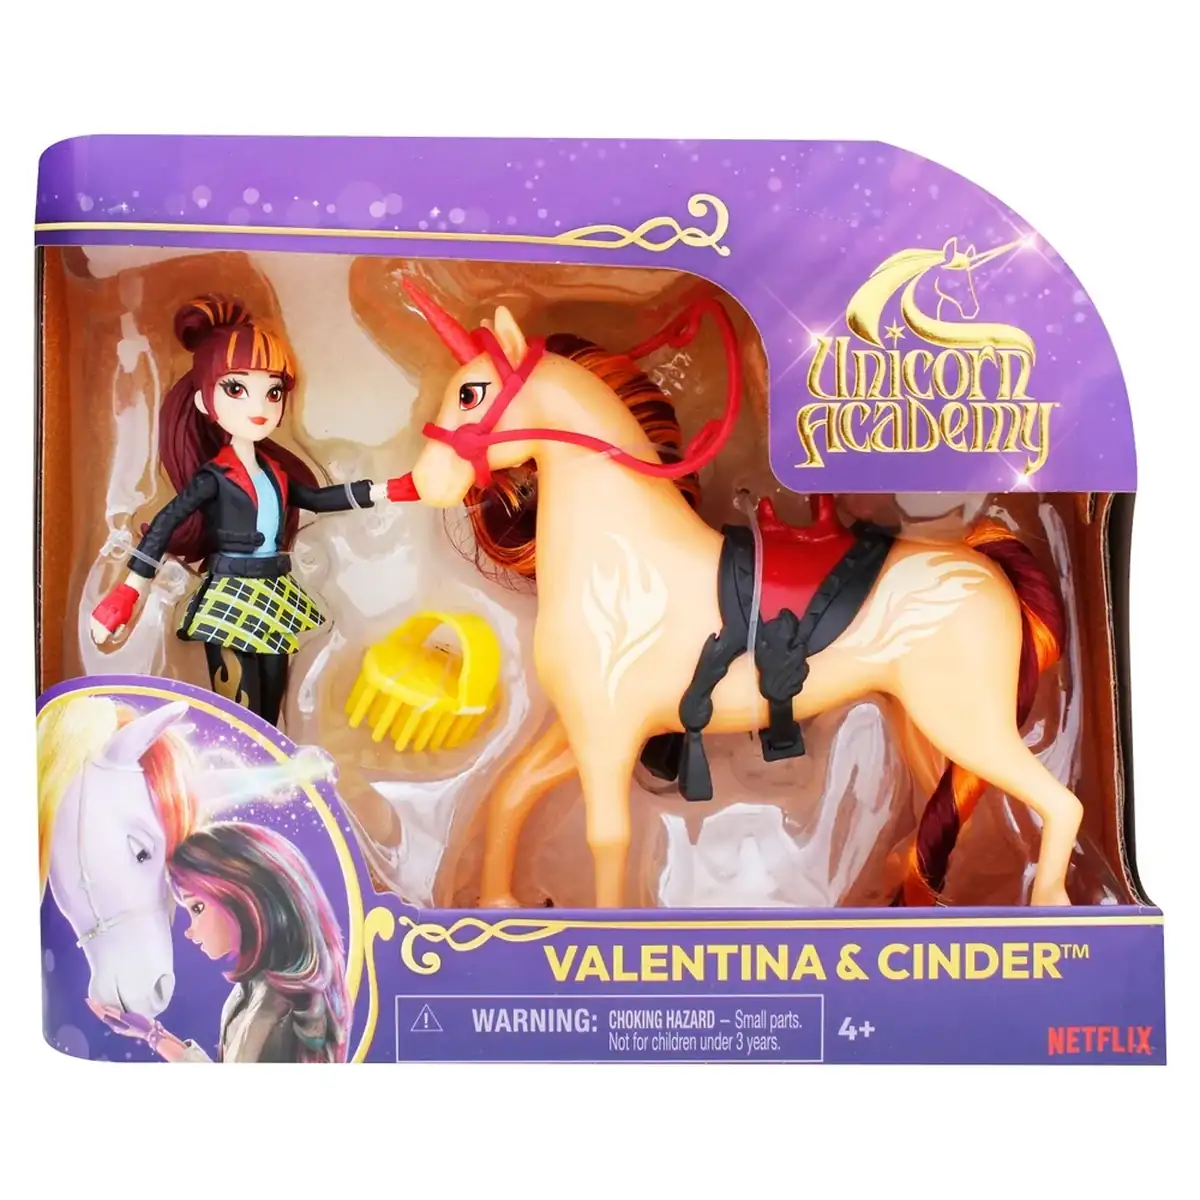 Unicorn
Academy
VALENTINA & CINDER™
WARNING: CHOKING HAZARD – Small parts.
Not for children under 3 years.
4+
NETFLIX